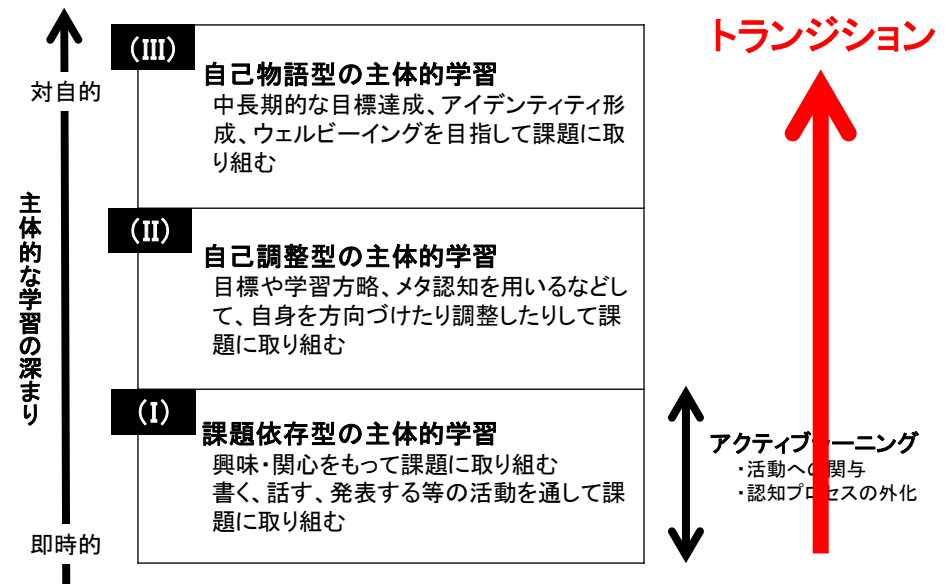 トランジション
対自的
主体的な学習の深まり
即時的
(III)
自己物語型の主体的学習
中長期的な目標達成、アイデンティティ形
成、ウェルビーイングを目指して課題に取
り組む
(II)
自己調整型の主体的学習
目標や学習方略、メタ認知を用いるなどし
て、自身を方向づけたり調整したりして課
題に取り組む
(I)
課題依存型の主体的学習
興味・関心をもって課題に取り組む
書く、話す、発表する等の活動を通して課
題に取り組む
アクティブラーニング
・活動への関与
・認知プロセスの外化